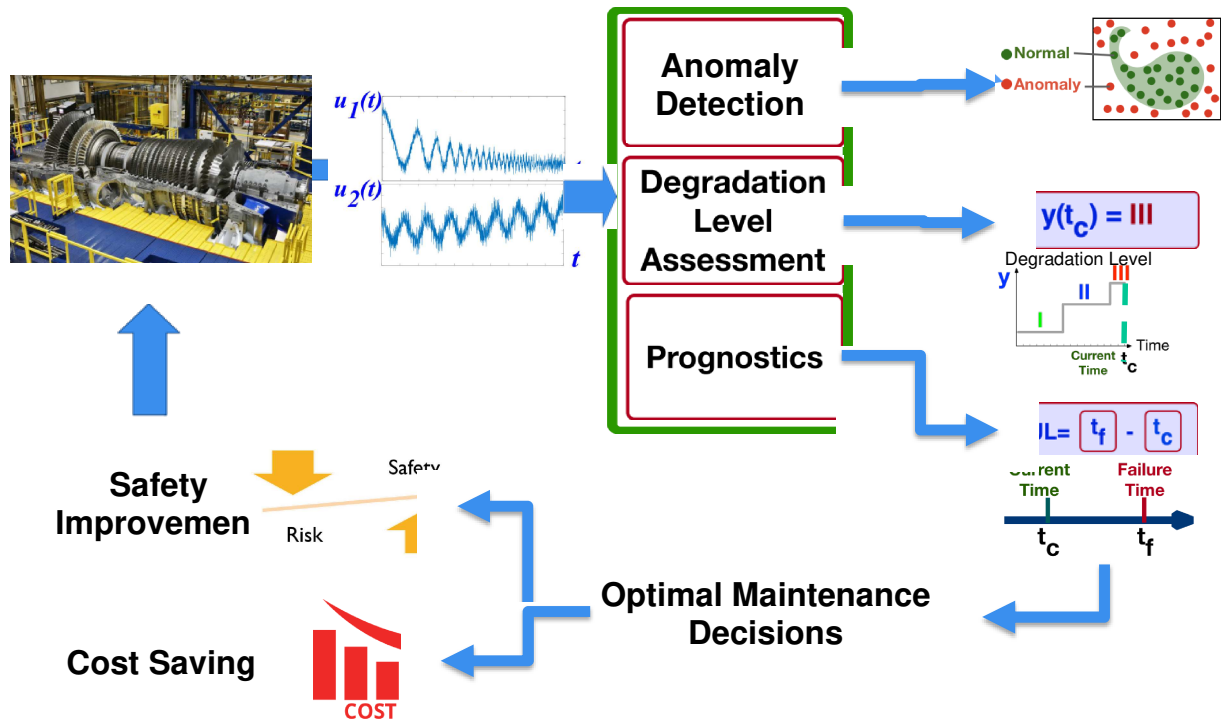 u1(t)
u2(t)
t
Anomaly
Detection
Degradation
Level
Assessment
Prognostics
Normal
Anomaly
y(tc) = III
Degradation Level
y
I
II
III
Time
Current
Time
tc
JL= tf - tc
Current
Time
Failure
Time
tc
tf
Safety
Improvemen
Safety
Risk
Optimal Maintenance
Decisions
Cost Saving
COST